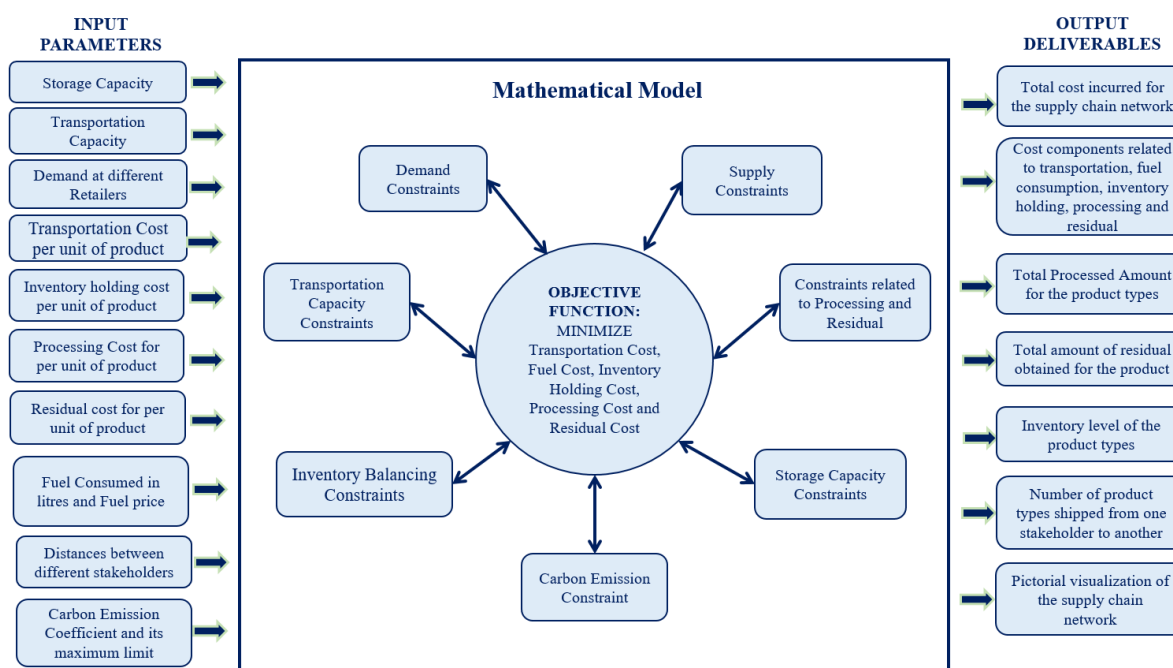 INPUT
PARAMETERS
Storage Capacity
Transportation
Capacity
Demand at different
Retailers
Transportation Cost
per unit of product
Inventory holding cost
per unit of product
Processing Cost for
per unit of product
Residual cost for per
unit of product
Fuel Consumed in
litres and Fuel price
Distances between
different stakeholders
Carbon Emission
Coefficient and its
maximum limit
Mathematical Model
Demand
Constraints
Supply
Constraints
Transportation
Capacity
Constraints
OBJECTIVE
FUNCTION:
MINIMIZE
Transportation Cost,
Fuel Cost, Inventory
Holding Cost,
Processing Cost and
Residual Cost
Constraints related
to Processing and
Residual
Inventory Balancing
Constraints
Storage Capacity
Constraints
Carbon Emission
Constraint
OUTPUT
DELIVERABLES
Total cost incurred for
the supply chain network
Cost components related
to transportation, fuel
consumption, inventory
holding, processing and
residual
Total Processed Amount
for the product types
Total amount of residual
obtained for the product
Inventory level of the
product types
Number of product
types shipped from one
stakeholder to another
Pictorial visualization of
the supply chain
network